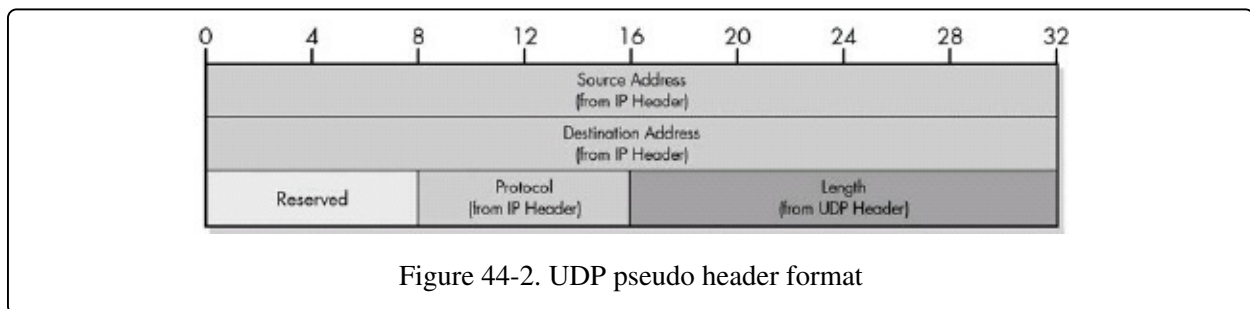 0 4 8 12 16 20 24 28 32
Source Address
(from IP Header)
Destination Address
(from IP Header)
Reserved
Protocol
(from IP Header)
Length
(from UDP Header)
Figure 44-2. UDP pseudo header format